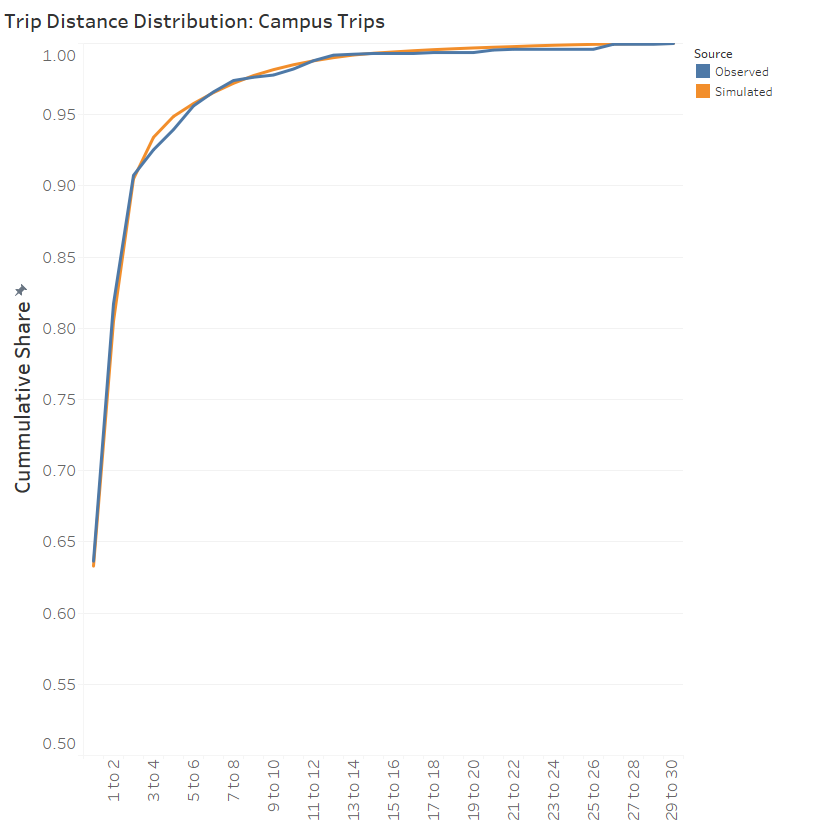 Trip Distance Distribution: Campus Trips
Source
Observed
Simulated
Cummulative Share
1.00
0.95
0.90
0.85
0.80
0.75
0.70
0.65
0.60
0.55
0.50
1 to 2
3 to 4
5 to 6
7 to 8
9 to 10
11 to 12
13 to 14
15 to 16
17 to 18
19 to 20
21 to 22
23 to 24
25 to 26
27 to 28
29 to 30